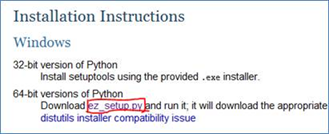 Installation Instructions
Windows
32-bit version of Python
Install setuptools using the provided .exe installer.
64-bit versions of Python
Download ez_setup.py and run it; it will download the appropriate
distutils installer compatibility issue